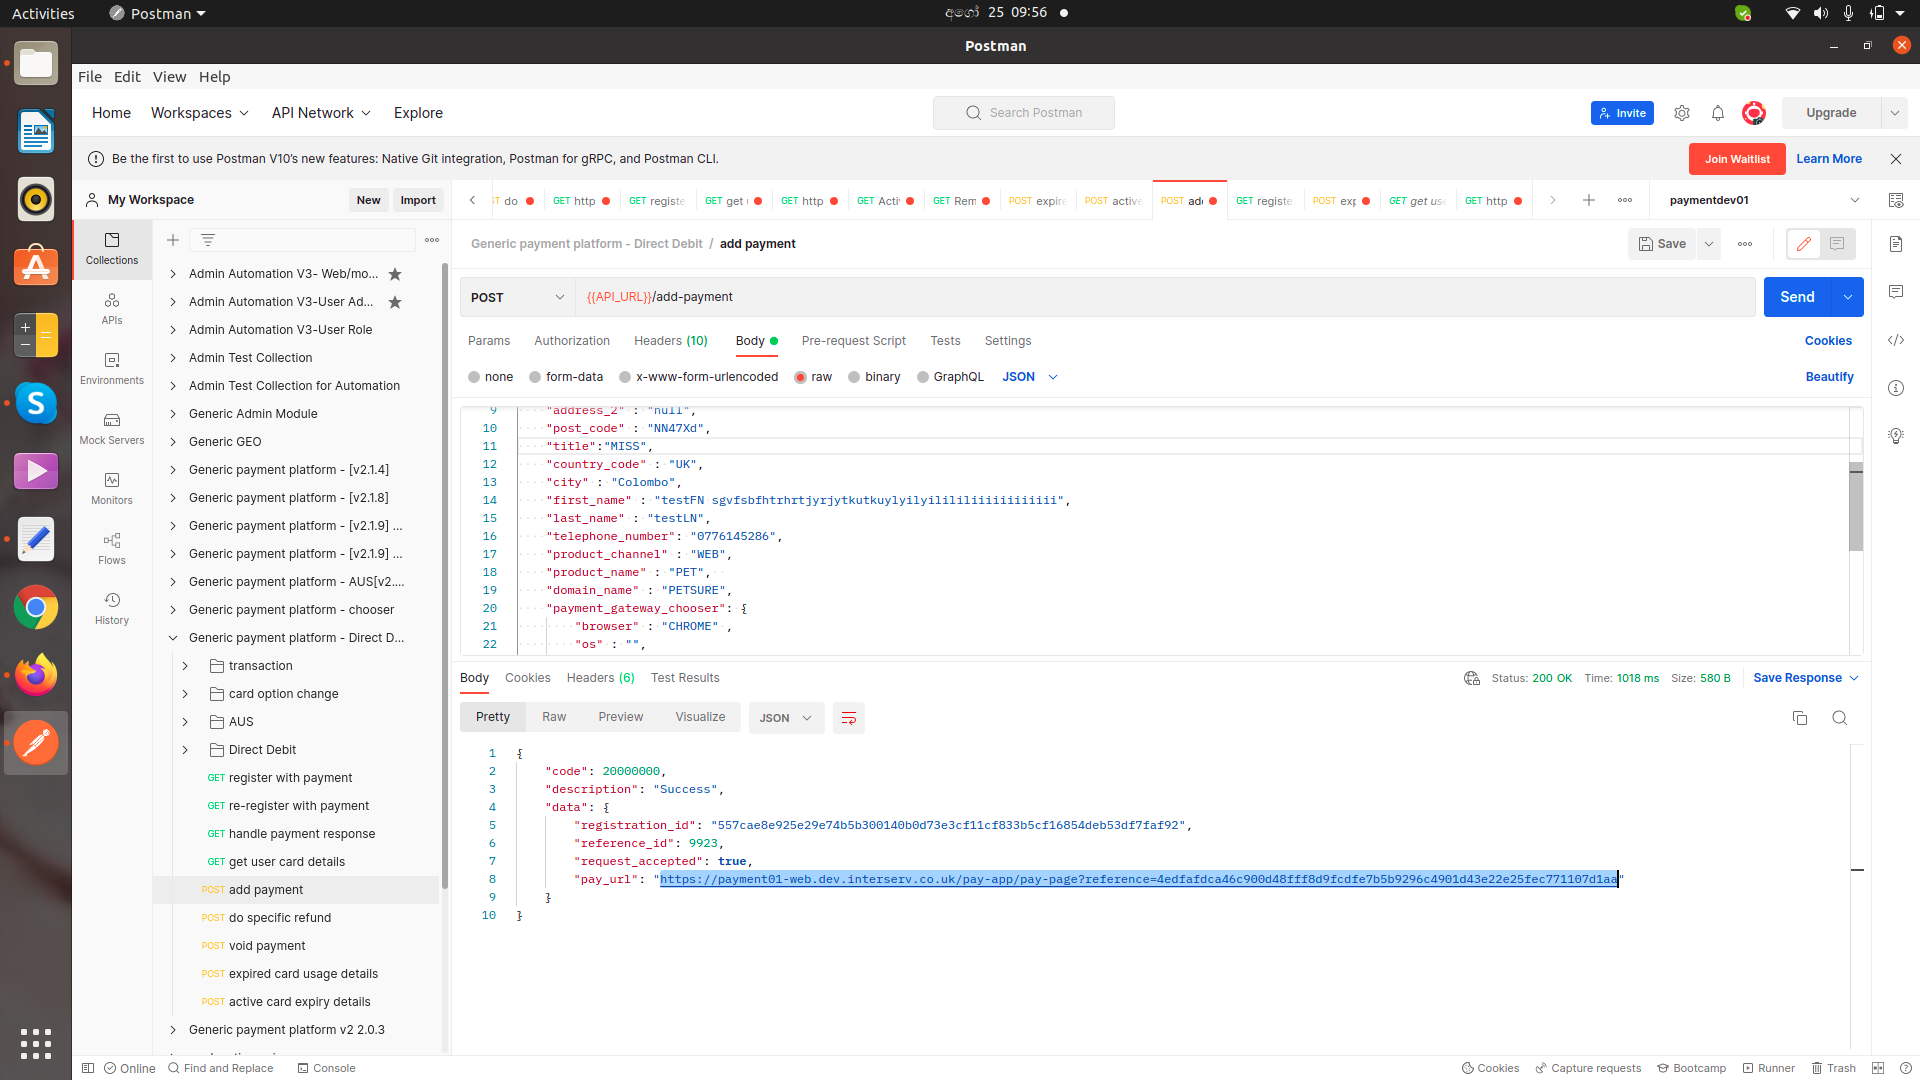 Activities
Postman
අගෝ 25 09:56
Postman
File Edit View Help
Home Workspaces API Network Explore
Search Postman
Invite
Upgrade
Be the first to use Postman V10's new features: Native Git integration, Postman for gRPC, and Postman CLI.
Join Waitlist
Learn More
My Workspace
New
Import
do
GET http
GET registe
GET get
GET http
GET Acti
GET Rem
POST expire
POST active
POST add
GET registe
POST exp
GET get us
GET http
paymentdev01
Collections
APIs
Environments
Mock Servers
Monitors
Flows
History
Admin Automation V3- Web/mo...
Admin Automation V3-User Ad...
Admin Automation V3-User Role
Admin Test Collection
Admin Test Collection for Automation
Generic Admin Module
Generic GEO
Generic payment platform - [v2.1.4]
Generic payment platform - [v2.1.8]
Generic payment platform - [v2.1.9] ...
Generic payment platform - [v2.1.9] ...
Generic payment platform - AUS[v2....
Generic payment platform - chooser
Generic payment platform - Direct D...
transaction
card option change
AUS
Direct Debit
GET register with payment
GET re-register with payment
GET handle payment response
GET get user card details
POST add payment
POST do specific refund
POST void payment
POST expired card usage details
POST active card expiry details
Generic payment platform v2 2.0.3
Generic payment platform - Direct Debit / add payment
Save
POST
{{API_URL}}/add-payment
Send
Params Authorization Headers (10) Body Pre-request Script Tests Settings
Cookies
none form-data x-www-form-urlencoded raw binary GraphQL JSON
Beautify
9 "address_2" : "null",
10 "post_code" : "NN47Xd",
11 "title":"MISS",
12 "country_code" : "UK",
13 "city" : "Colombo",
14 "first_name" : "testFN sgvfsbfhtrhrtjyrjytkutkuylyilyilililiiiiiiiiiiii",
15 "last_name" : "testLN",
16 "telephone_number": "0776145286",
17 "product_channel" : "WEB",
18 "product_name" : "PET",
19 "domain_name" : "PETSURE",
20 "payment_gateway_chooser": {
21 "browser" : "CHROME" ,
22 "os" : "",
Body Cookies Headers (6) Test Results
Status: 200 OK Time: 1018 ms Size: 580 B
Save Response
Pretty Raw Preview Visualize JSON
1 {
2 "code": 20000000,
3 "description": "Success",
4 "data": {
5 "registration_id": "557cae8e925e29e74b5b300140b0d73e3cf11cf833b5cf16854deb53df7faf92",
6 "reference_id": 9923,
7 "request_accepted": true,
8 "pay_url": "https://payment01-web.dev.interserv.co.uk/pay-app/pay-page?reference=4edfafdca46c900d48fff8d9fcdfe7b5b9296c4901d43e22e25fec771107d1aa"
9 }
10 }
Online
Find and Replace
Console
Cookies
Capture requests
Bootcamp
Runner
Trash